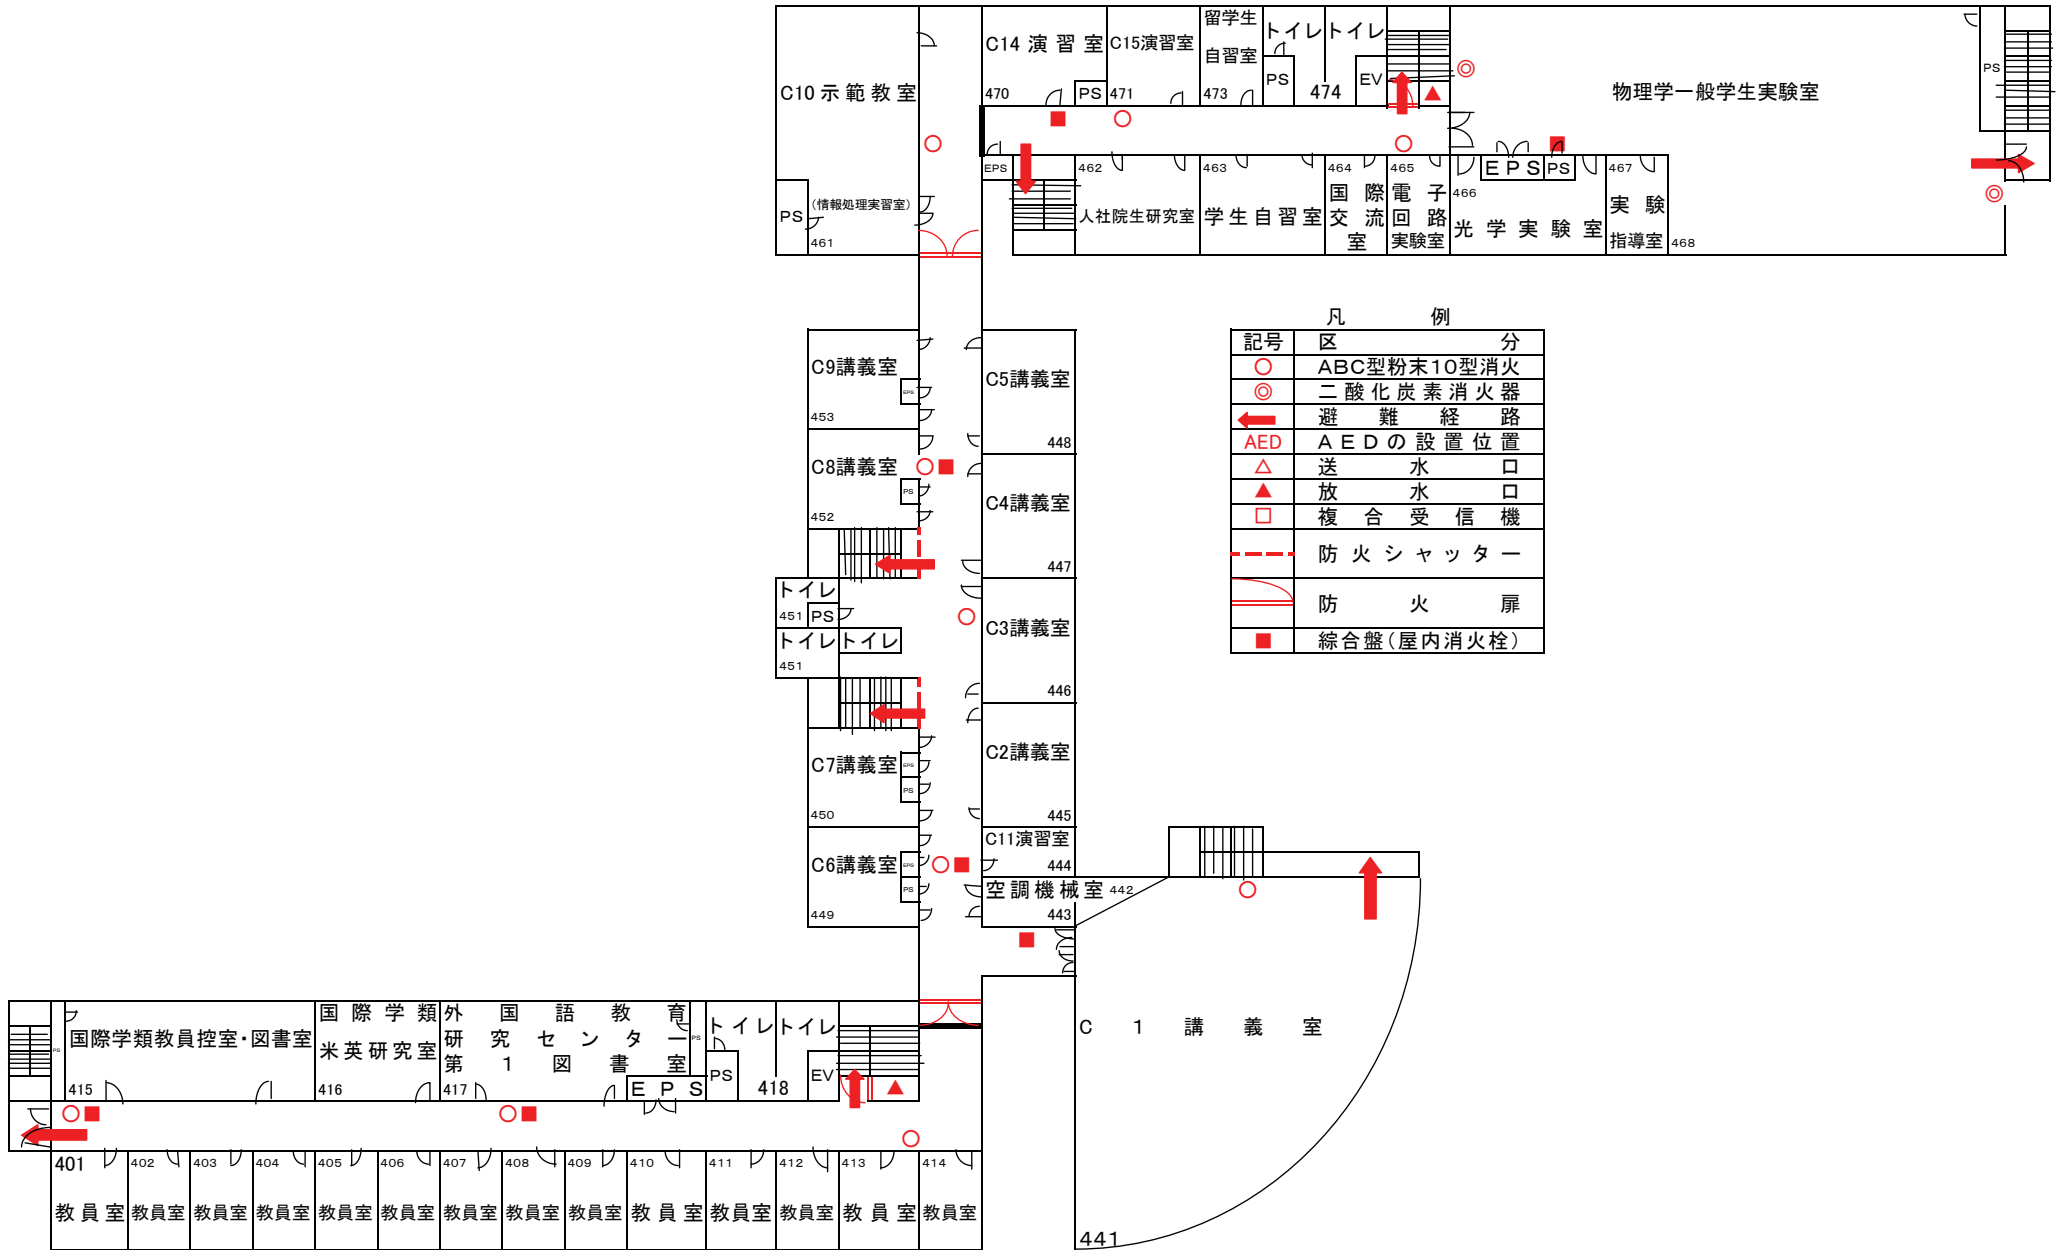 留学生
自習室
トイレ トイレ
C14 演習室
C15演習室
PS
EV
C10 示範教室
470
PS
471
473
474
物理学一般学生実験室
PS
EPS
462
463
464
465
466
EPS
PS
467
468
人社院生研究室
学生自習室
国際
交流
室
電子
回路
実験室
光学実験室
実験
指導室
(情報処理実習室)
PS
461
凡例
記号 区分
ABC型粉末10型消火
二酸化炭素消火器
避難経路
AED AEDの設置位置
送水口
放水口
複合受信機
防火シャッター
防火扉
綜合盤(屋内消火栓)
C9講義室
EPS
453
C5講義室
448
C8講義室
PS
452
C4講義室
447
トイレ
451 PS
トイレ トイレ
451
C3講義室
446
C7講義室
EPS
PS
450
C2講義室
445
C11演習室
444
C6講義室
EPS
PS
449
空調機械室 442
443
C1講義室
441
PS
国際学類教員控室・図書室
415
国際学類
米英研究室
416
外国語教育
研究センター
第1図書室
417
PS
EPS
トイレ トイレ
PS
418
EV
401
教員室
402
教員室
403
教員室
404
教員室
405
教員室
406
教員室
407
教員室
408
教員室
409
教員室
410
教員室
411
教員室
412
教員室
413
教員室
414
教員室